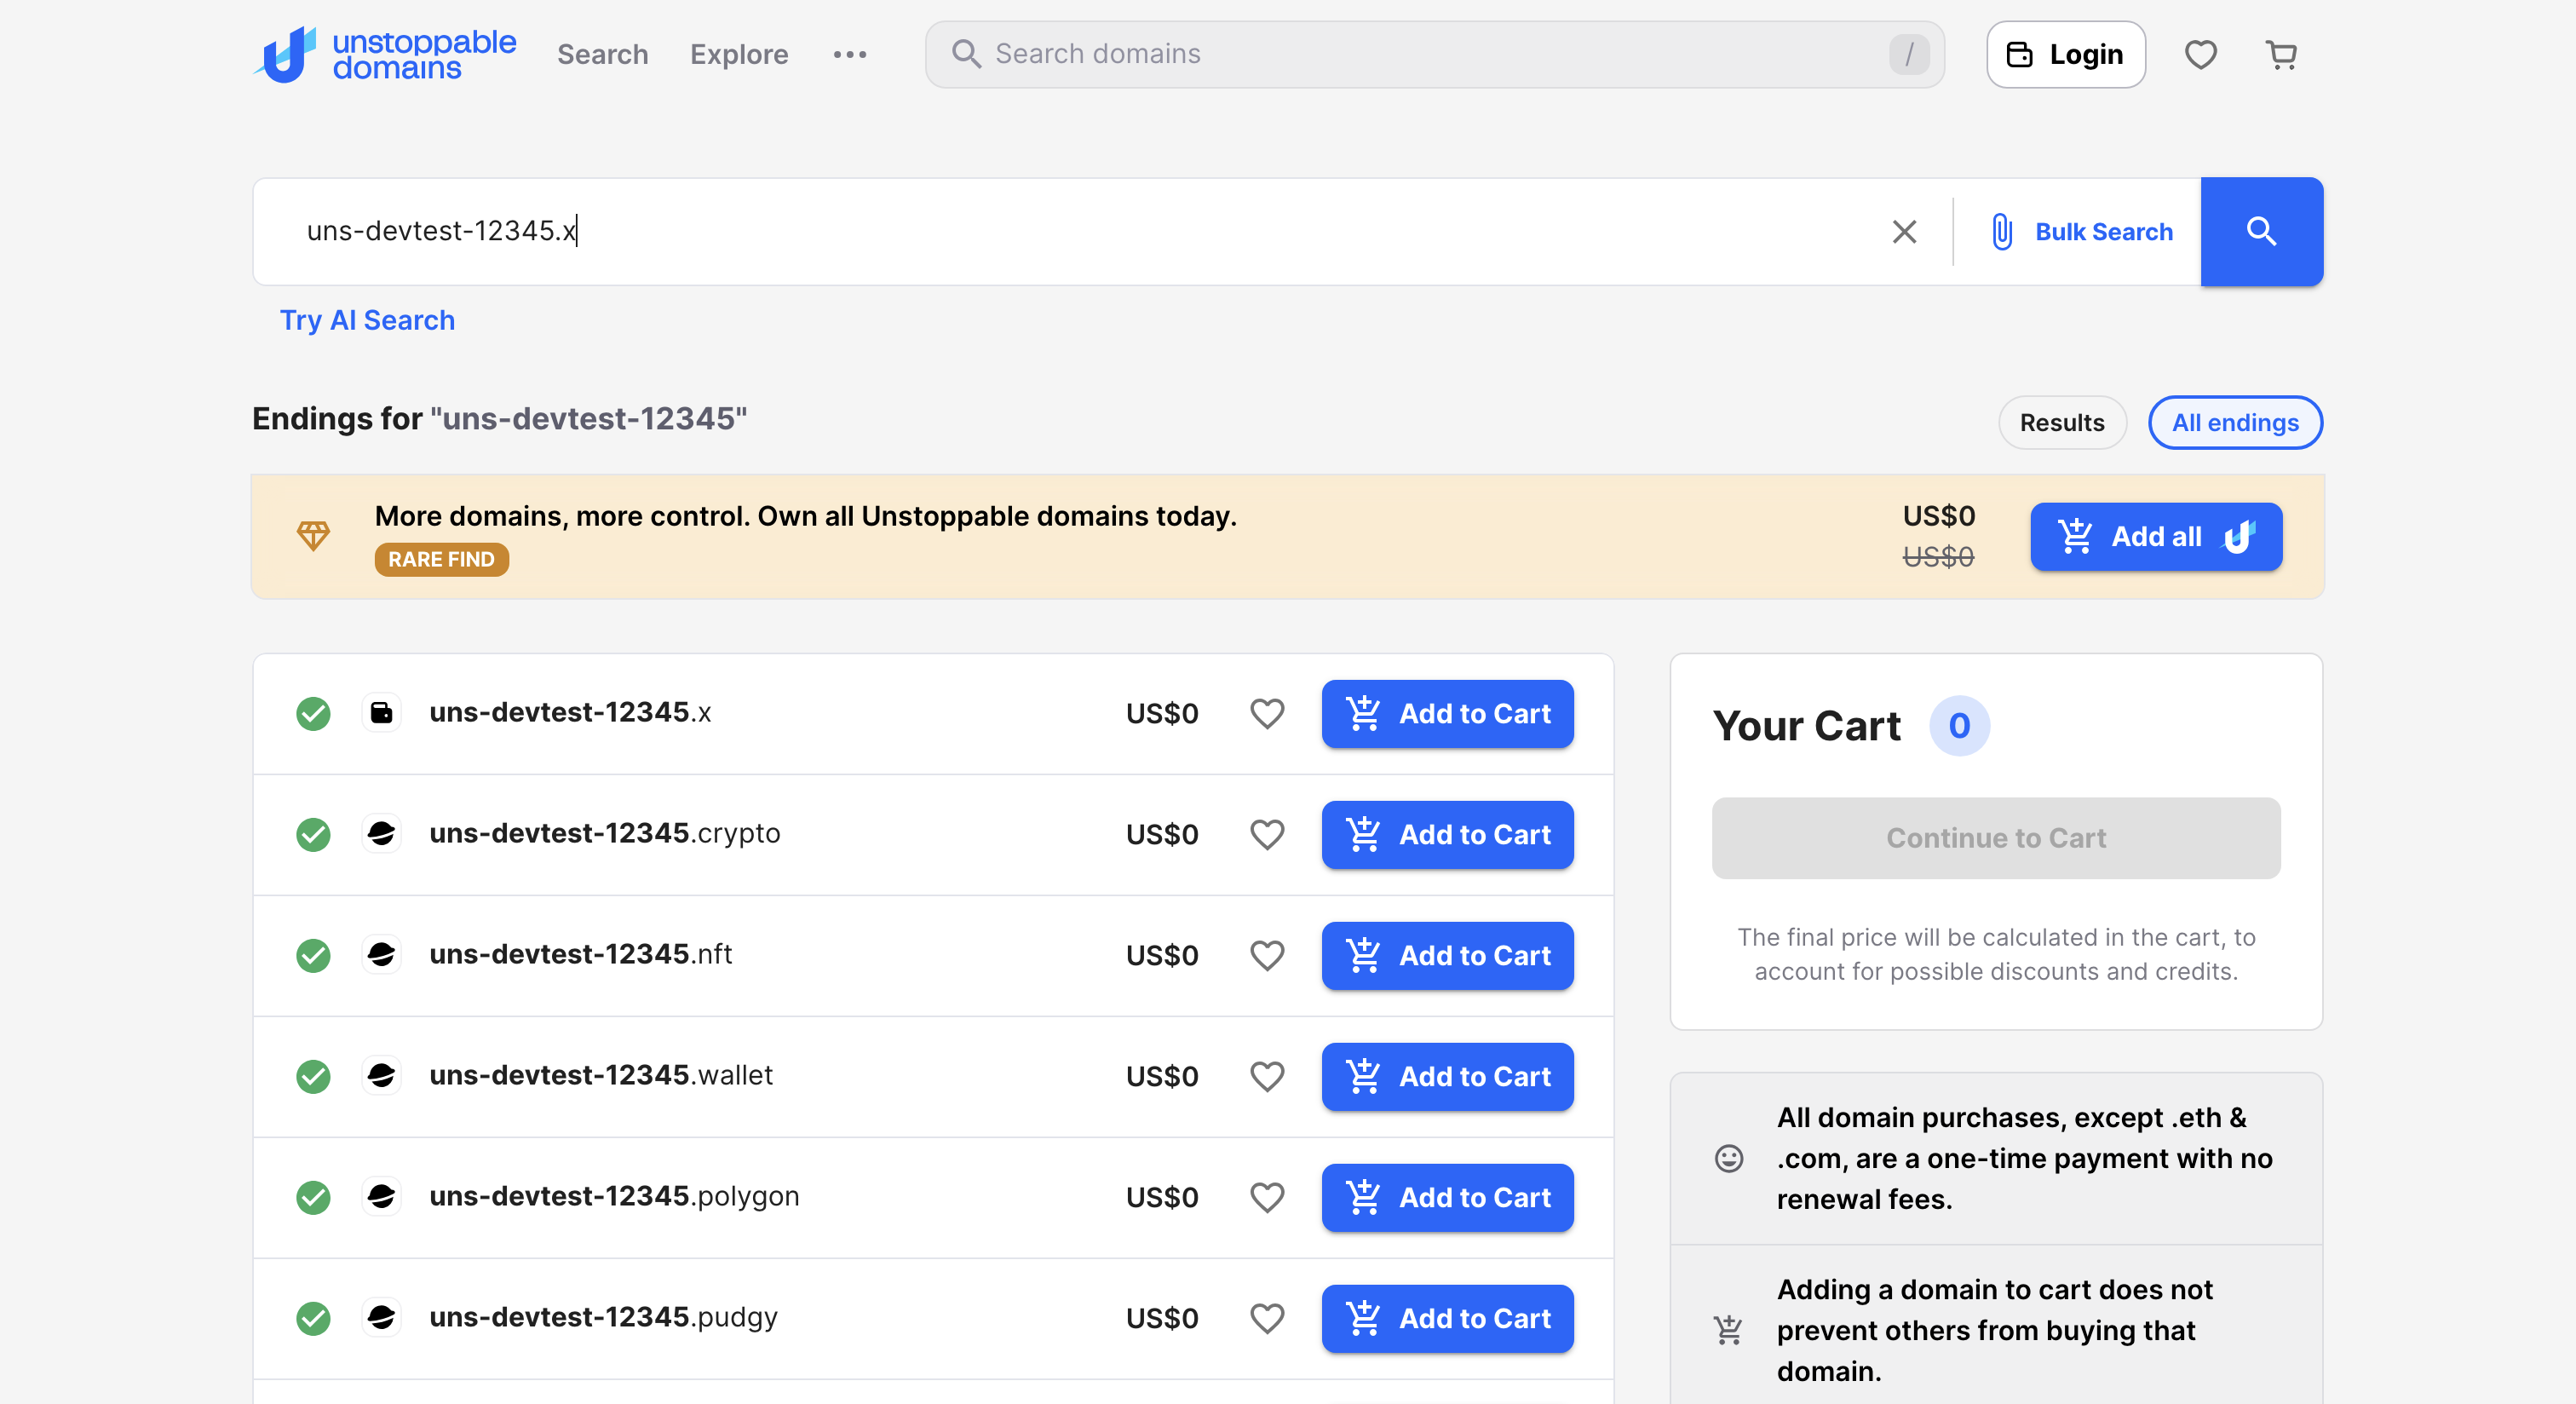 unstoppable
domains
Search
Explore
Search domains
/
Login
uns-devtest-12345.x
Bulk Search
Try AI Search
Endings for "uns-devtest-12345"
Results
All endings
More domains, more control. Own all Unstoppable domains today.
RARE FIND
US$0
US$0
Add all
uns-devtest-12345.x
US$0
Add to Cart
uns-devtest-12345.crypto
US$0
Add to Cart
uns-devtest-12345.nft
US$0
Add to Cart
uns-devtest-12345.wallet
US$0
Add to Cart
uns-devtest-12345.polygon
US$0
Add to Cart
uns-devtest-12345.pudgy
US$0
Add to Cart
Your Cart
0
Continue to Cart
The final price will be calculated in the cart, to
account for possible discounts and credits.
All domain purchases, except .eth &
.com, are a one-time payment with no
renewal fees.
Adding a domain to cart does not
prevent others from buying that
domain.